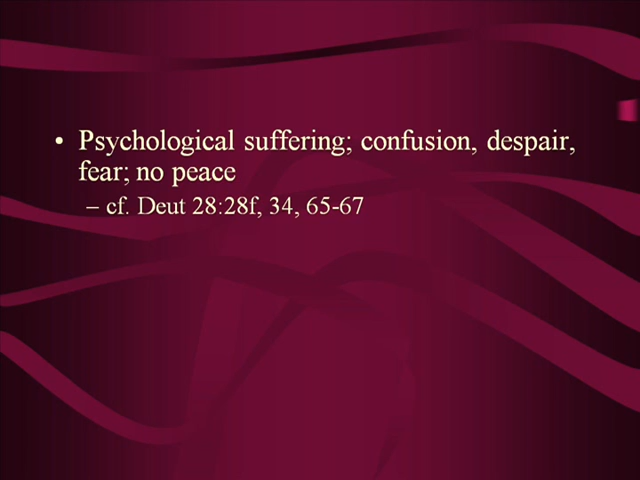 • Psychological suffering; confusion, despair,
fear; no peace
– cf. Deut 28:28f, 34, 65-67